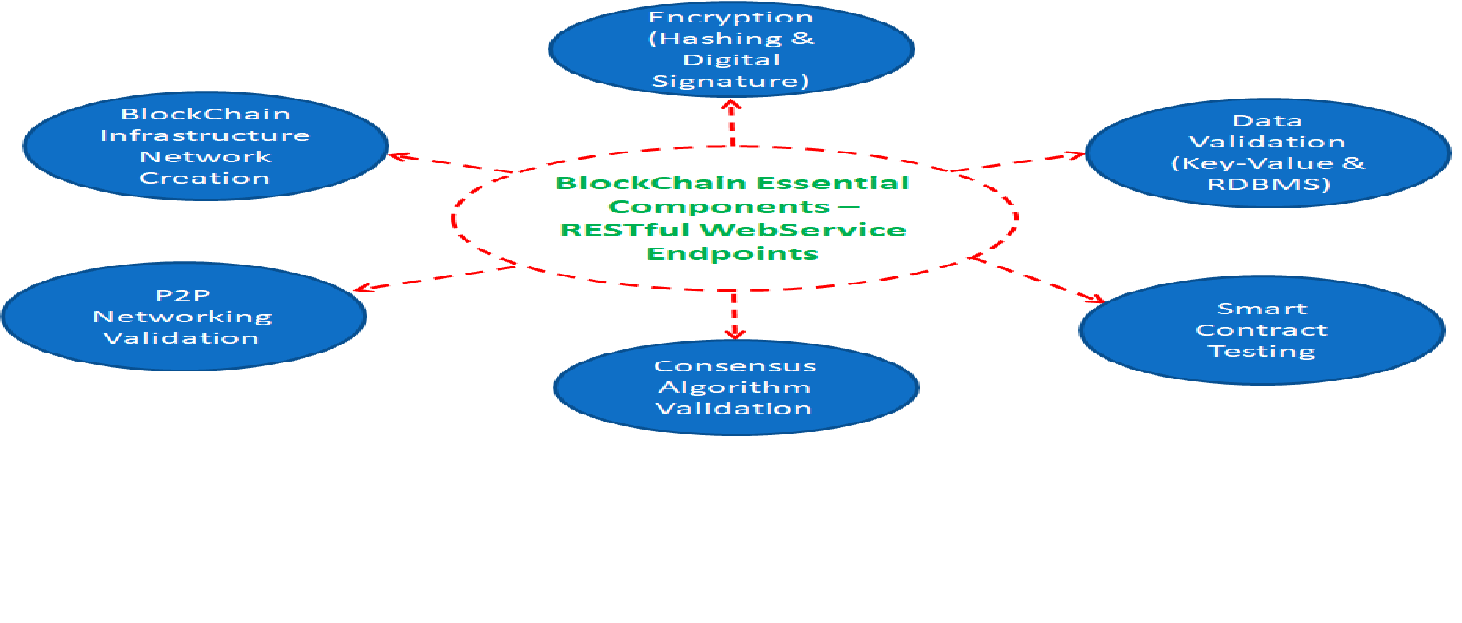 Encryption
(Hashing &
Digital
Signature)
BlockChain
Infrastructure
Network
Creation
Data
Validation
(Key-Value &
RDBMS)
BlockChain Essential
Components –
RESTful WebService
Endpoints
P2P
Networking
Validation
Smart
Contract
Testing
Consensus
Algorithm
Validation